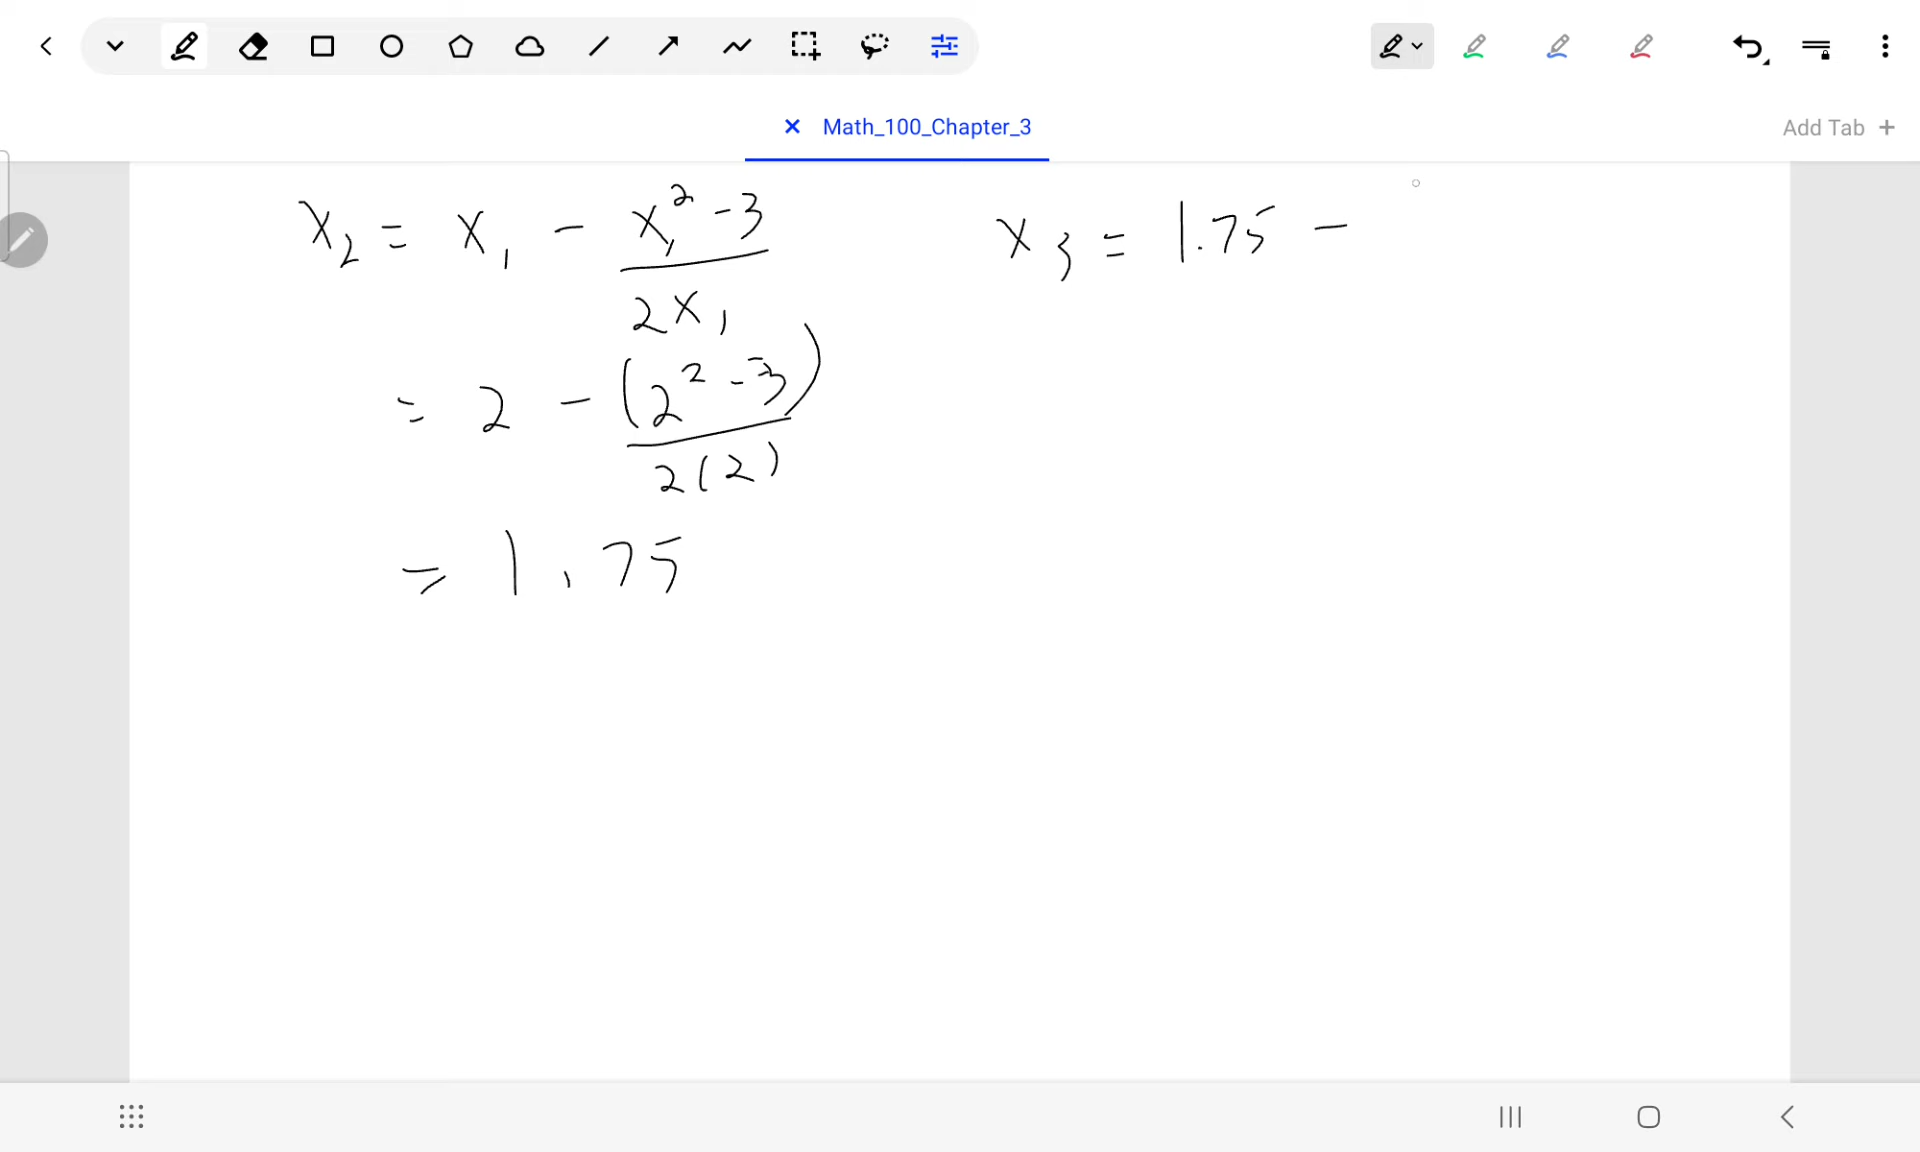 Math_100_Chapter_3
Add Tab +
x₂ = x₁ - (x₁² - 3) / 2x₁
= 2 - (2² - 3) / 2(2)
= 1.75
x₃ = 1.75 -